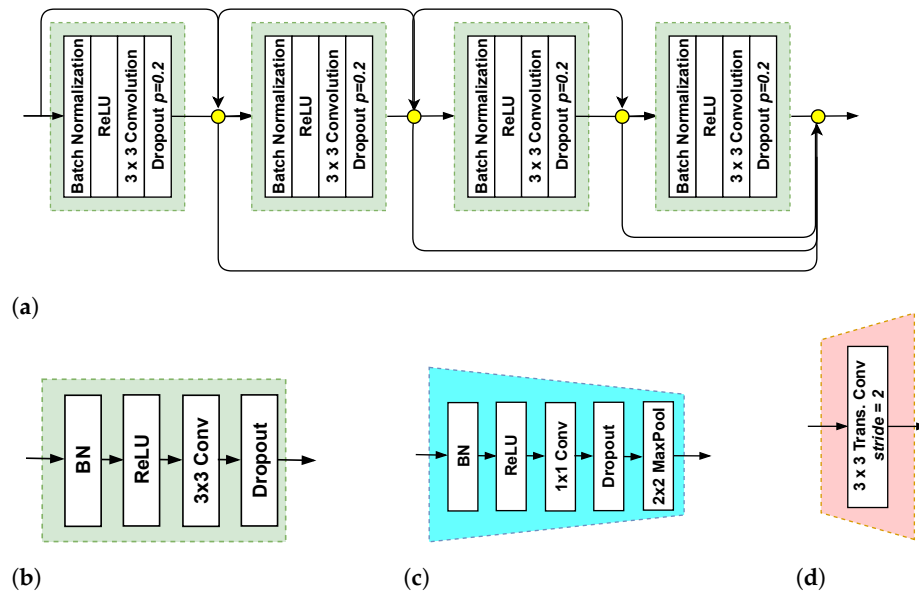 Batch Normalization
ReLU
3 x 3 Convolution
Dropout p=0.2
Batch Normalization
ReLU
3 x 3 Convolution
Dropout p=0.2
Batch Normalization
ReLU
3 x 3 Convolution
Dropout p=0.2
Batch Normalization
ReLU
3 x 3 Convolution
Dropout p=0.2
(a)
BN
ReLU
3x3 Conv
Dropout
(b)
BN
ReLU
1x1 Conv
Dropout
2x2 MaxPool
(c)
3 x 3 Trans. Conv
stride = 2
(d)